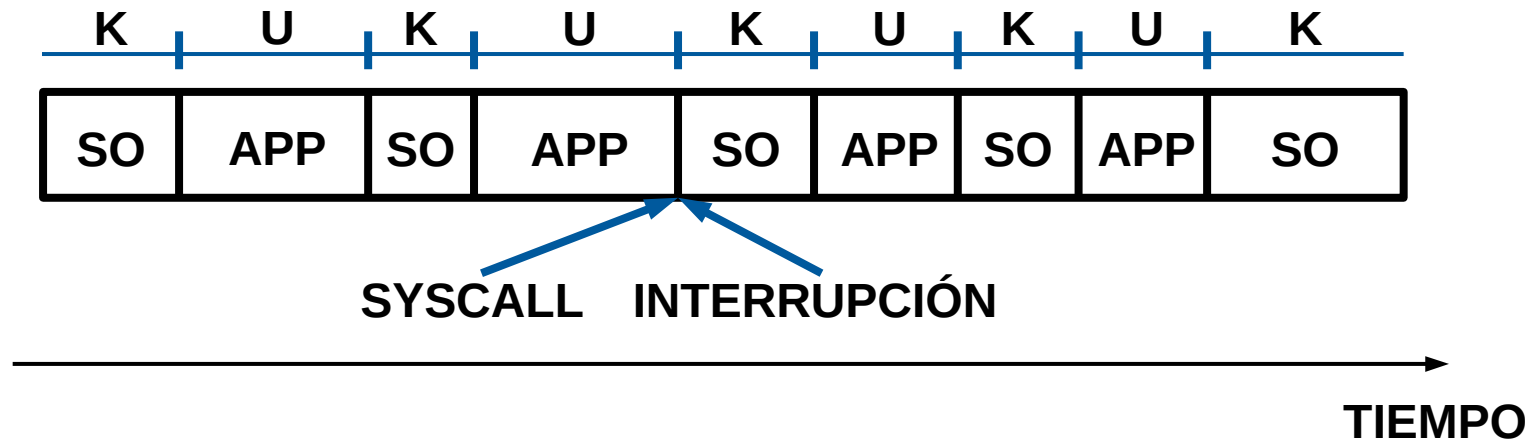 K U K U K U K U K
SO APP SO APP SO APP SO APP SO
SYSCALL INTERRUPCIÓN
TIEMPO